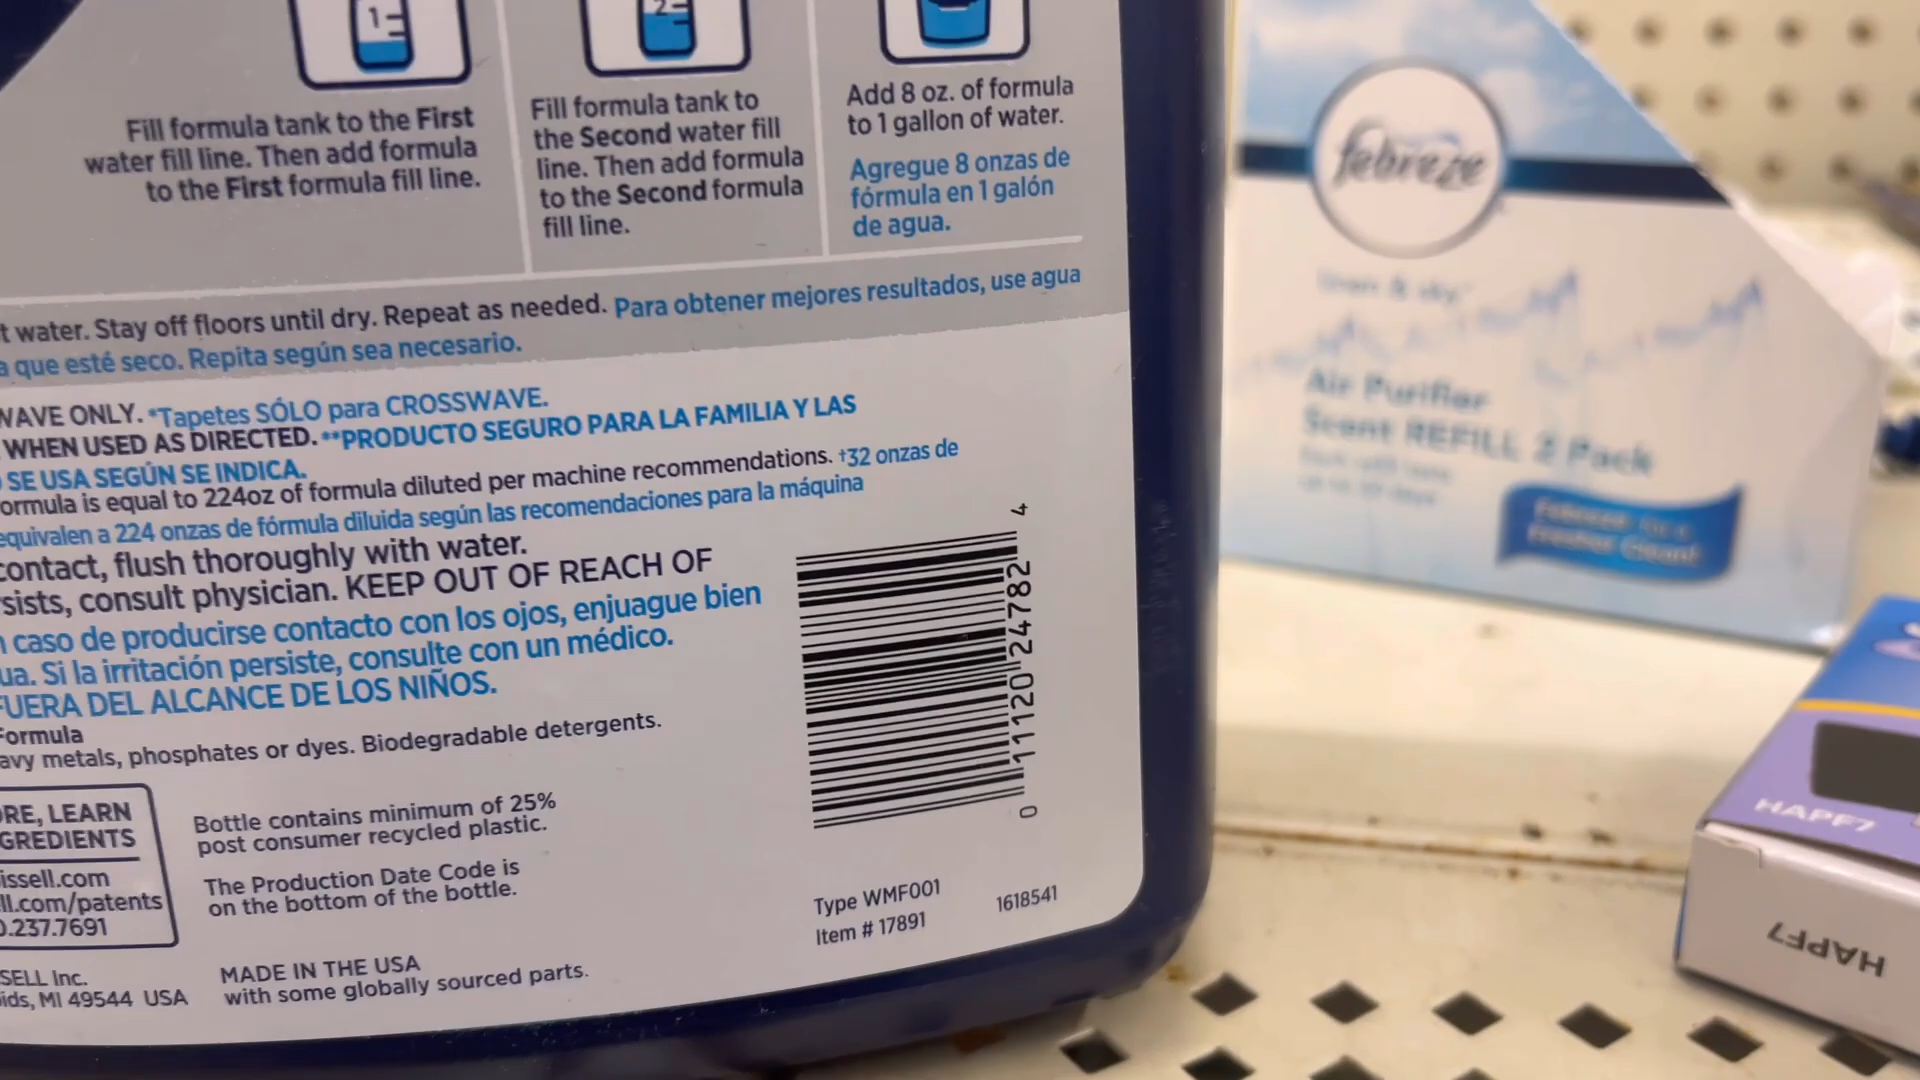 1
2
Fill formula tank to the First
water fill line. Then add formula
to the First formula fill line.
Fill formula tank to
the Second water fill
line. Then add formula
to the Second formula
fill line.
Add 8 oz. of formula
to 1 gallon of water.
Agregue 8 onzas de
fórmula en 1 galón
de agua.
t water. Stay off floors until dry. Repeat as needed. Para obtener mejores resultados, use agua
a que esté seco. Repita según sea necesario.
WAVE ONLY. *Tapetes SÓLO para CROSSWAVE.
WHEN USED AS DIRECTED. **PRODUCTO SEGURO PARA LA FAMILIA Y LAS
SE USA SEGÚN SE INDICA.
ormula is equal to 224oz of formula diluted per machine recommendations. †32 onzas de
equivalen a 224 onzas de fórmula diluida según las recomendaciones para la máquina
contact, flush thoroughly with water.
sists, consult physician. KEEP OUT OF REACH OF
n caso de producirse contacto con los ojos, enjuague bien
ua. Si la irritación persiste, consulte con un médico.
FUERA DEL ALCANCE DE LOS NIÑOS.
Formula
avy metals, phosphates or dyes. Biodegradable detergents.
ORE, LEARN
GREDIENTS
issell.com
ll.com/patents
0.237.7691
Bottle contains minimum of 25%
post consumer recycled plastic.
The Production Date Code is
on the bottom of the bottle.
SELL Inc.
ids, MI 49544 USA
MADE IN THE USA
with some globally sourced parts.
0 11120 24782 4
Type WMF001
Item # 17891
1618541
febreze
linen & sky
Air Purifier
Scent REFILL 2 Pack
Febreze for a
Fresher Clean!
HAPF7
HAPF7